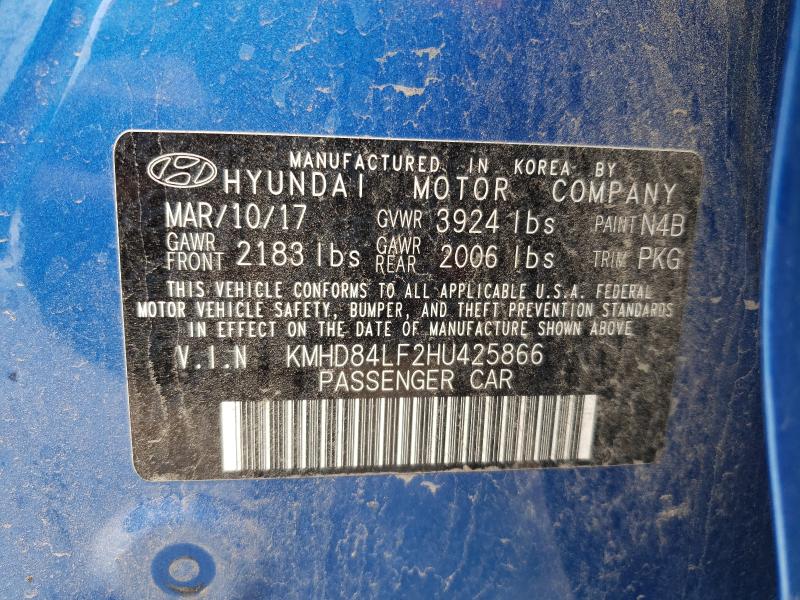 MANUFACTURED IN KOREA BY
HYUNDAI MOTOR COMPANY
MAR/10/17 GVWR 3924 lbs PAINT N4B
GAWR FRONT 2183 lbs GAWR REAR 2006 lbs TRIM PKG
THIS VEHICLE CONFORMS TO ALL APPLICABLE U.S.A. FEDERAL
MOTOR VEHICLE SAFETY, BUMPER, AND THEFT PREVENTION STANDARDS
IN EFFECT ON THE DATE OF MANUFACTURE SHOWN ABOVE
V.I.N KMHD84LF2HU425866
PASSENGER CAR